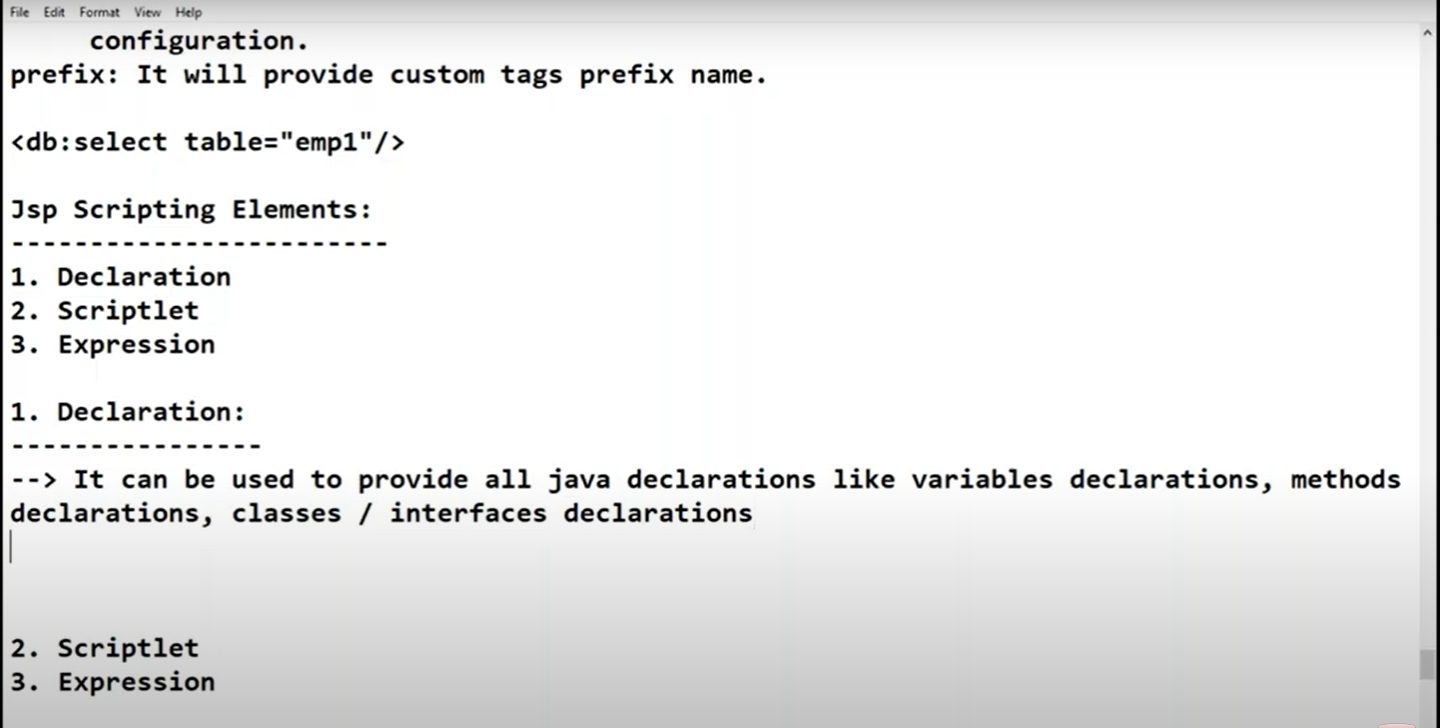 File Edit Format View Help
configuration.
prefix: It will provide custom tags prefix name.
<db:select table="emp1"/>
Jsp Scripting Elements:
------------------------
1. Declaration
2. Scriptlet
3. Expression
1. Declaration:
----------------
--> It can be used to provide all java declarations like variables declarations, methods
declarations, classes / interfaces declarations
2. Scriptlet
3. Expression